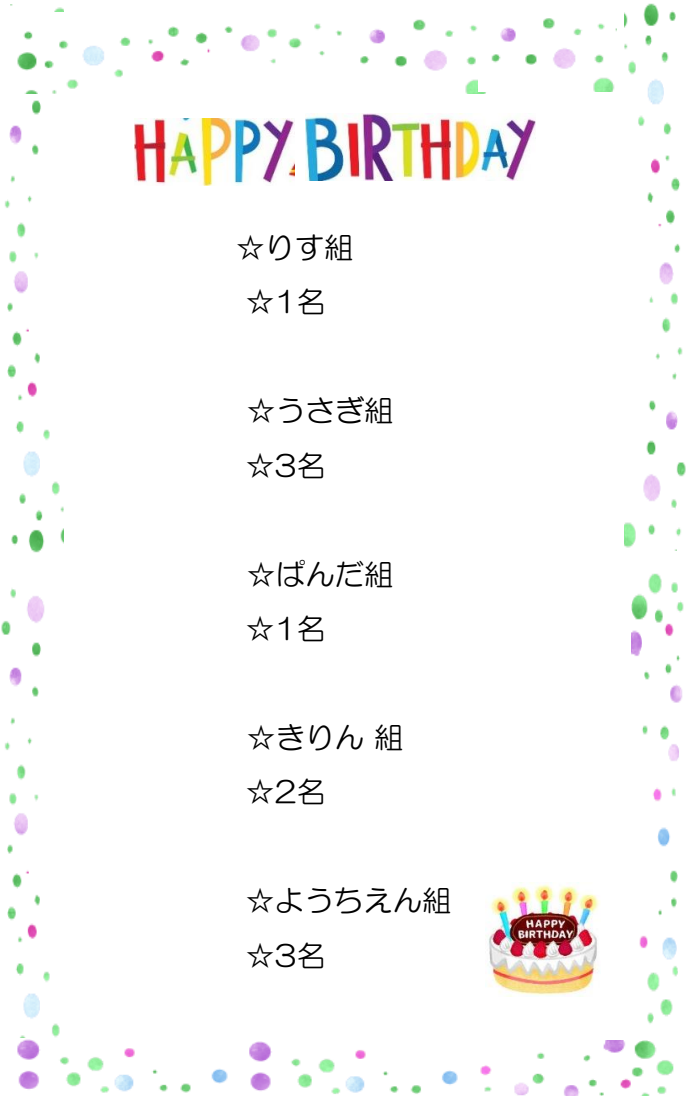 HAPPY BIRTHDAY
☆りす組
☆1名
☆うさぎ組
☆3名
☆ぱんだ組
☆1名
☆きりん 組
☆2名
☆ようちえん組
☆3名
HAPPY
BIRTHDAY